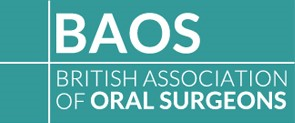 BAOS
BRITISH ASSOCIATION
OF ORAL SURGEONS